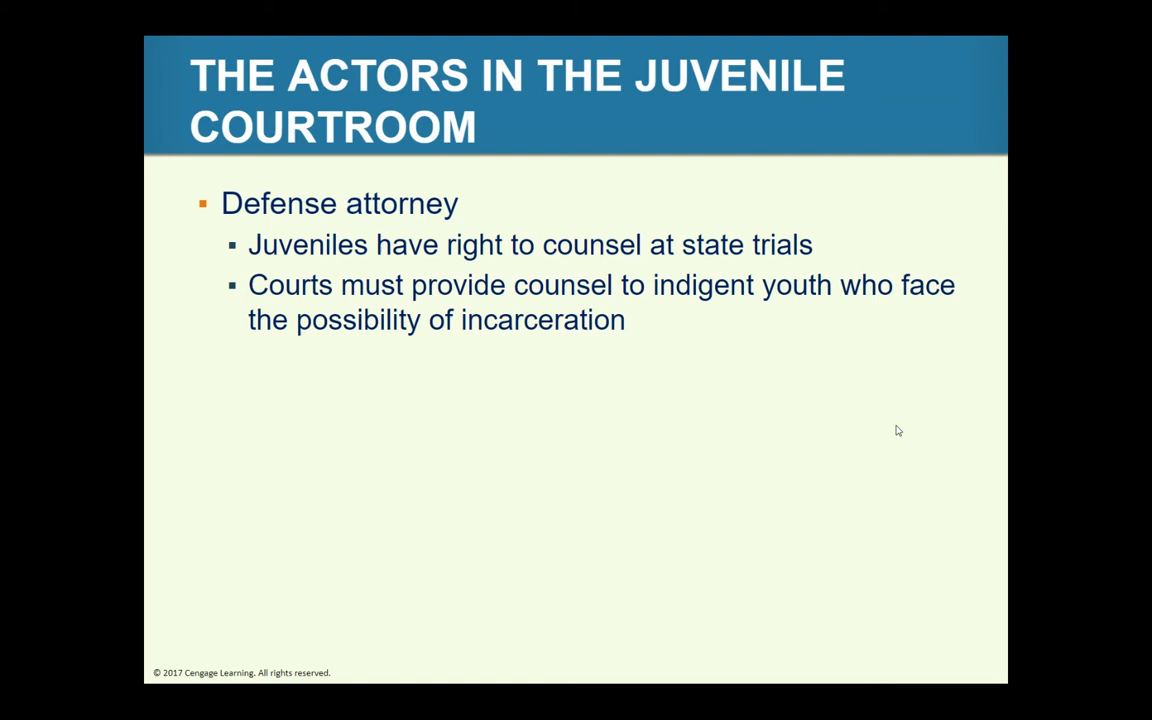 THE ACTORS IN THE JUVENILE
COURTROOM
▪ Defense attorney
▪ Juveniles have right to counsel at state trials
▪ Courts must provide counsel to indigent youth who face
the possibility of incarceration
© 2017 Cengage Learning. All rights reserved.